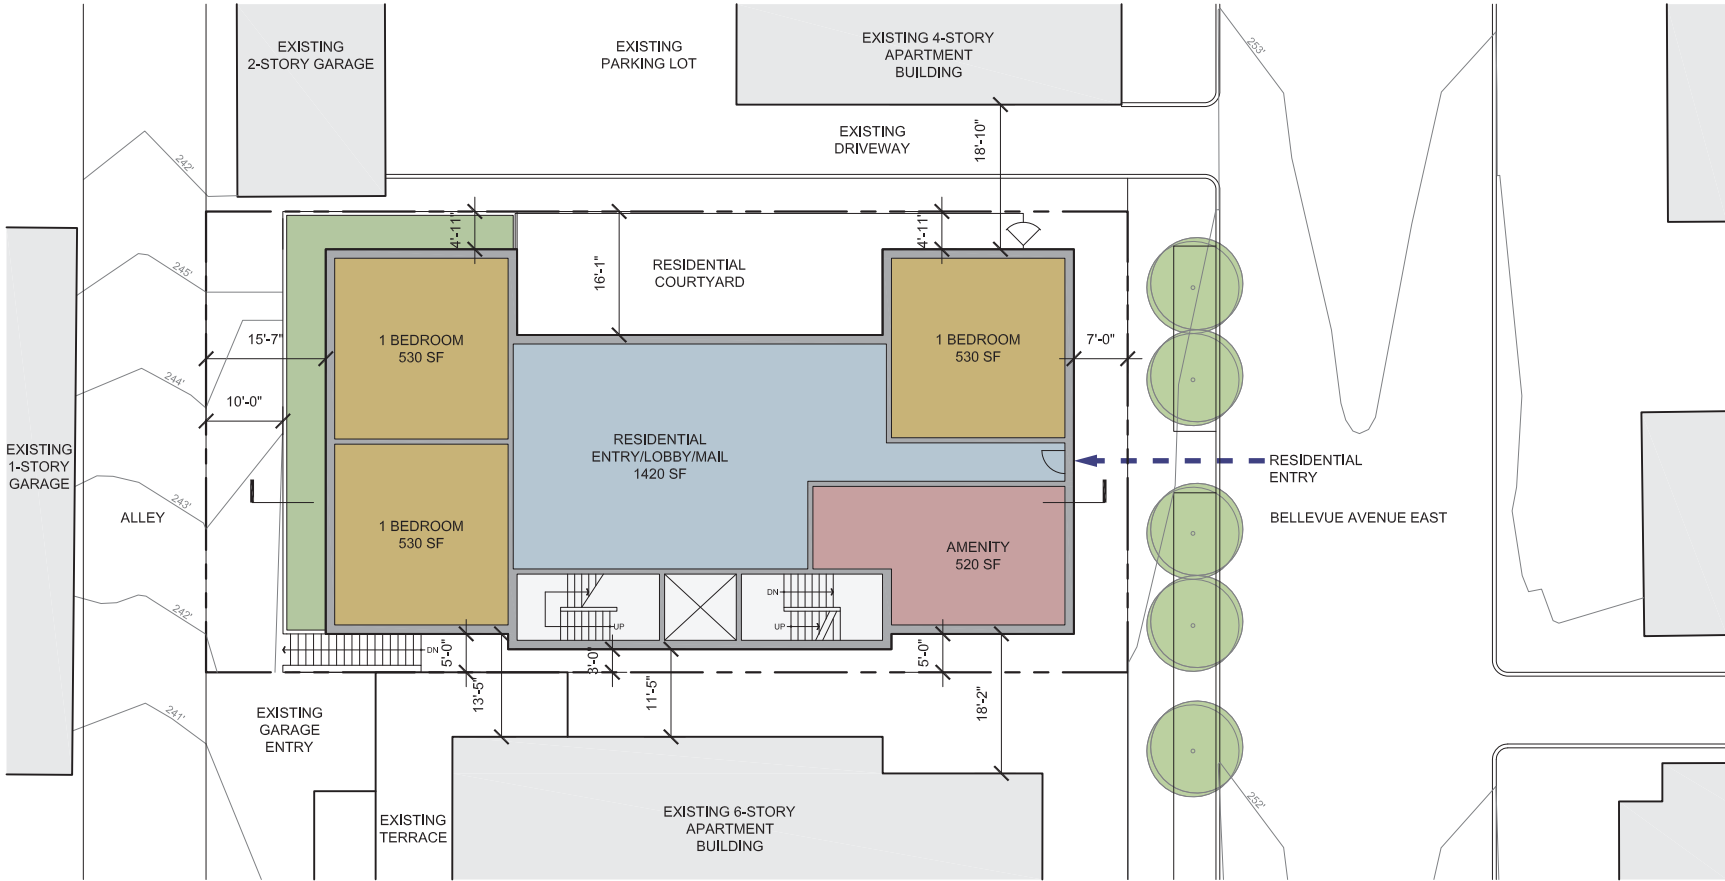 EXISTING
2-STORY GARAGE
EXISTING
PARKING LOT
EXISTING 4-STORY
APARTMENT
BUILDING
253'
EXISTING
DRIVEWAY
18'-10"
242'
4'-11"
4'-11"
16'-1"
RESIDENTIAL
COURTYARD
245'
15'-7"
1 BEDROOM
530 SF
1 BEDROOM
530 SF
7'-0"
244'
10'-0"
EXISTING
1-STORY
GARAGE
RESIDENTIAL
ENTRY/LOBBY/MAIL
1420 SF
RESIDENTIAL
ENTRY
243'
ALLEY
1 BEDROOM
530 SF
BELLEVUE AVENUE EAST
AMENITY
520 SF
DN
UP
UP
242'
DN
5'-0"
3'-0"
5'-0"
13'-5"
11'-5"
18'-2"
241'
EXISTING
GARAGE
ENTRY
252'
EXISTING
TERRACE
EXISTING 6-STORY
APARTMENT
BUILDING